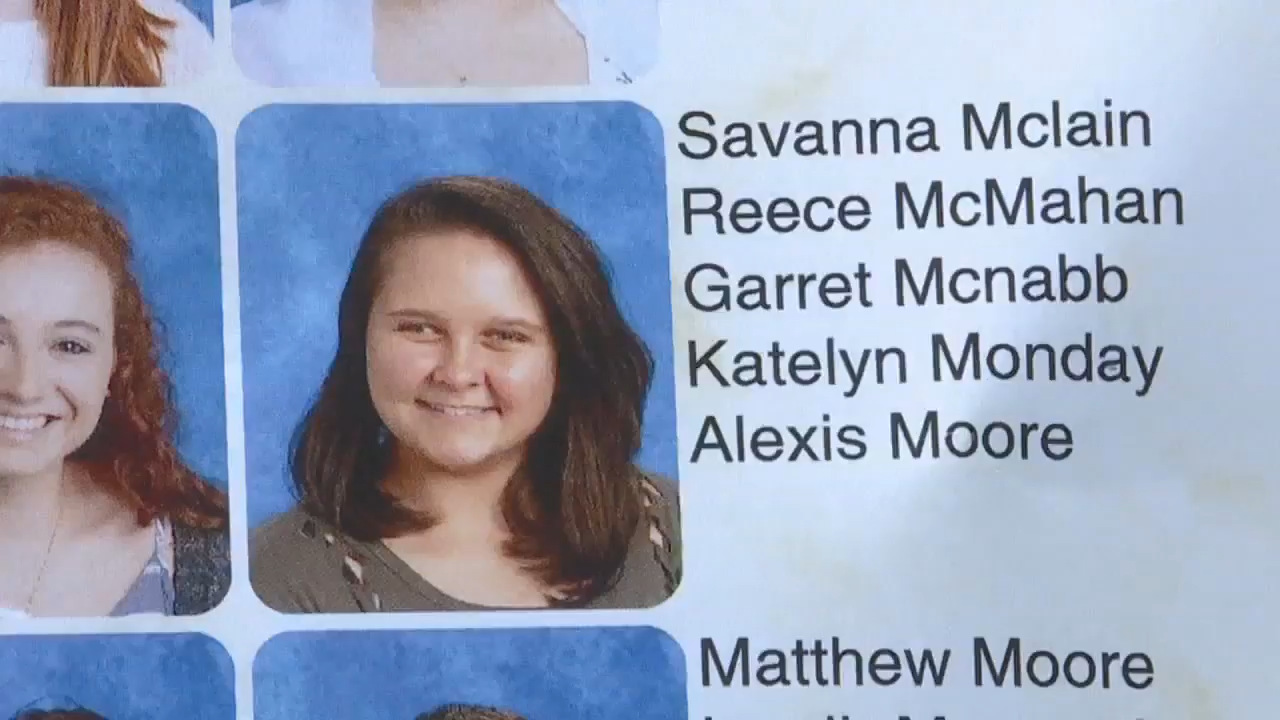 Savanna Mclain
Reece McMahan
Garret Mcnabb
Katelyn Monday
Alexis Moore
Matthew Moore